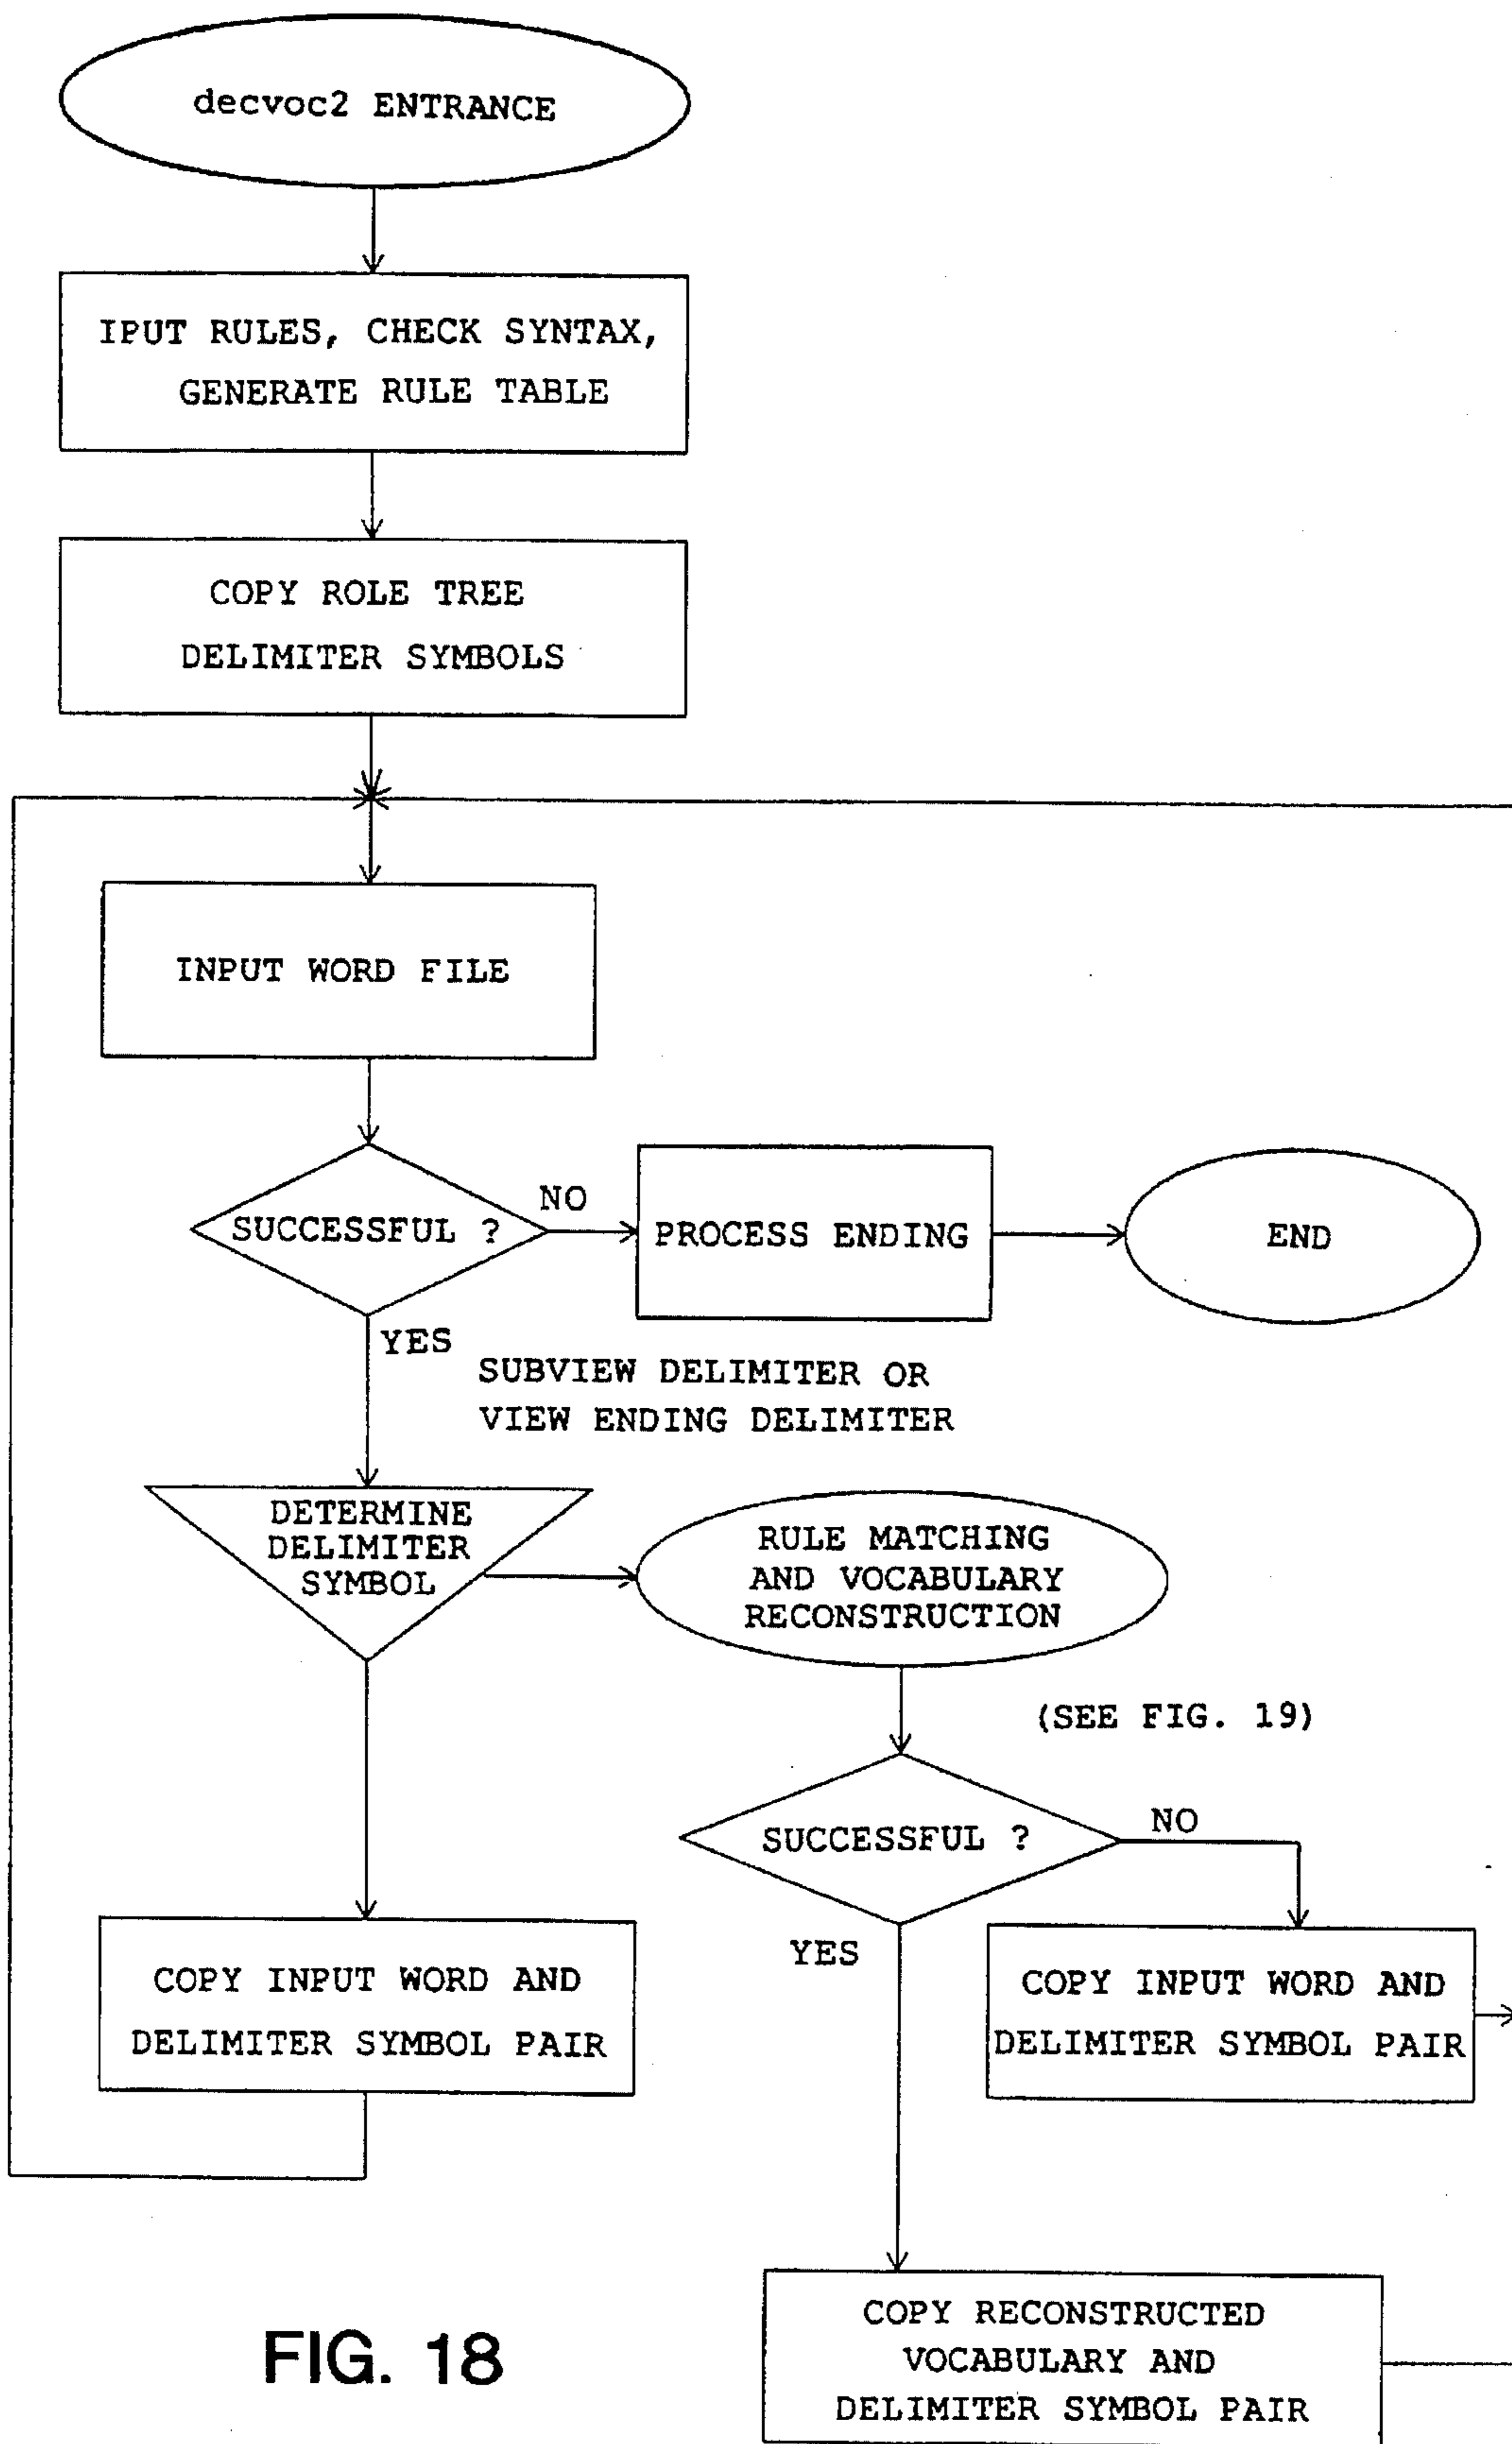 decvoc2 ENTRANCE
IPUT RULES, CHECK SYNTAX,
GENERATE RULE TABLE
COPY ROLE TREE
DELIMITER SYMBOLS
INPUT WORD FILE
SUCCESSFUL ?
NO
PROCESS ENDING
END
YES
SUBVIEW DELIMITER OR
VIEW ENDING DELIMITER
DETERMINE
DELIMITER
SYMBOL
RULE MATCHING
AND VOCABULARY
RECONSTRUCTION
(SEE FIG. 19)
SUCCESSFUL ?
NO
YES
COPY INPUT WORD AND
DELIMITER SYMBOL PAIR
COPY INPUT WORD AND
DELIMITER SYMBOL PAIR
COPY RECONSTRUCTED
VOCABULARY AND
DELIMITER SYMBOL PAIR
FIG. 18